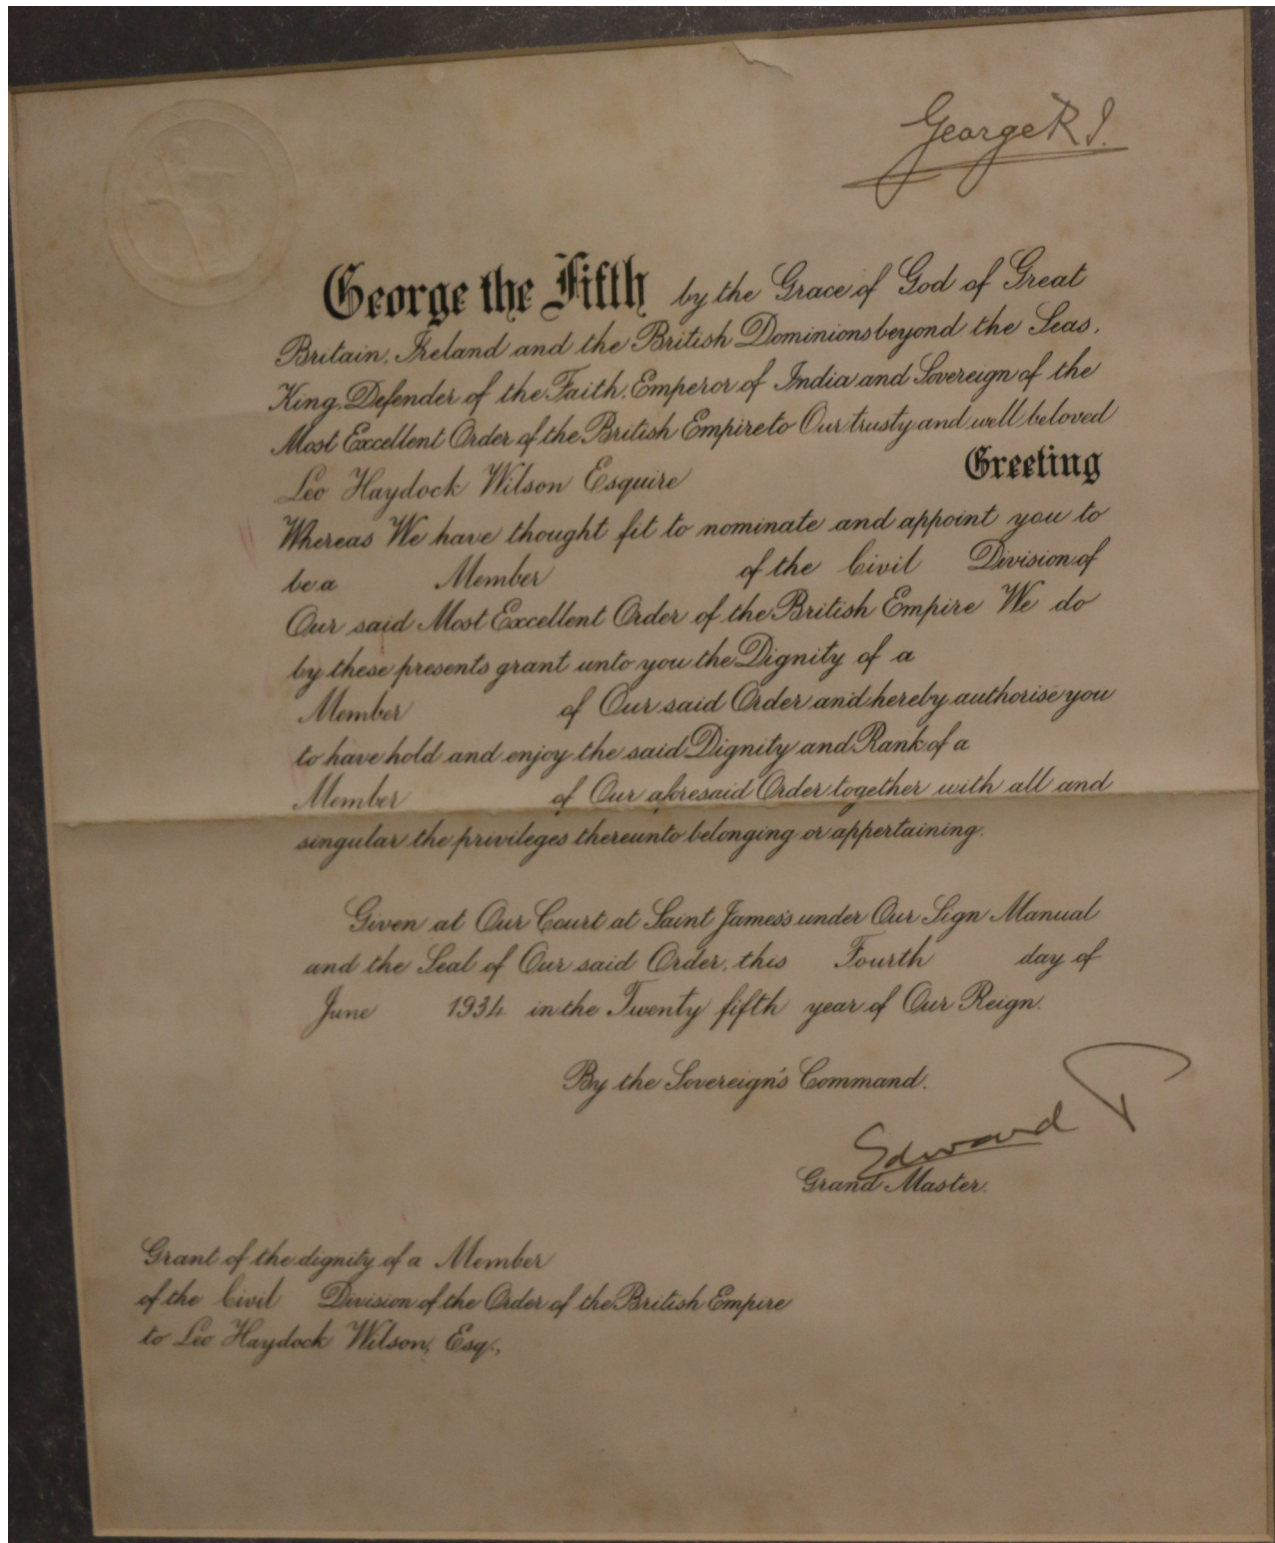 George R.I.
George the Fifth by the Grace of God of Great
Britain, Ireland and the British Dominions beyond the Seas,
King, Defender of the Faith, Emperor of India and Sovereign of the
Most Excellent Order of the British Empire to Our trusty and well beloved
Leo Haydock Wilson Esquire Greeting
Whereas We have thought fit to nominate and appoint you to
be a Member of the Civil Division of
Our said Most Excellent Order of the British Empire We do
by these presents grant unto you the Dignity of a
Member of Our said Order and hereby authorise you
to have hold and enjoy the said Dignity and Rank of a
Member of Our aforesaid Order together with all and
singular the privileges thereunto belonging or appertaining.
Given at Our Court at Saint James's under Our Sign Manual
and the Seal of Our said Order, this Fourth day of
June 1934 in the Twenty fifth year of Our Reign.
By the Sovereign's Command.
Edward P
Grand Master.
Grant of the dignity of a Member
of the Civil Division of the Order of the British Empire
to Leo Haydock Wilson, Esq.,